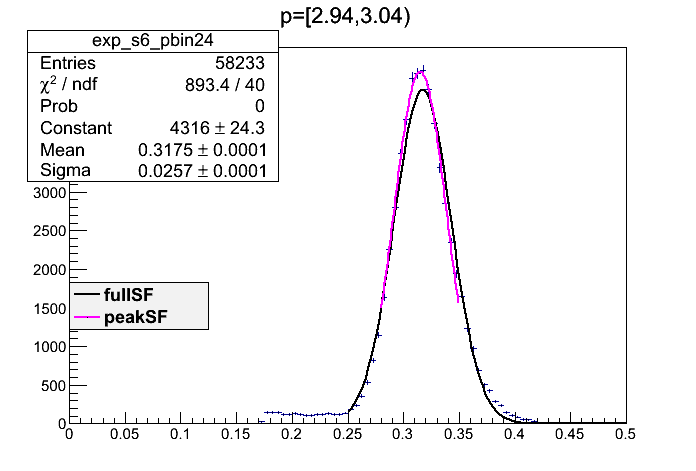 p=[2.94,3.04)
exp_s6_pbin24
Entries 58233
χ² / ndf 893.4 / 40
Prob 0
Constant 4316 ± 24.3
Mean 0.3175 ± 0.0001
Sigma 0.0257 ± 0.0001
3000
2500
2000
1500
fullSF
peakSF
1000
500
0
0 0.05 0.1 0.15 0.2 0.25 0.3 0.35 0.4 0.45 0.5